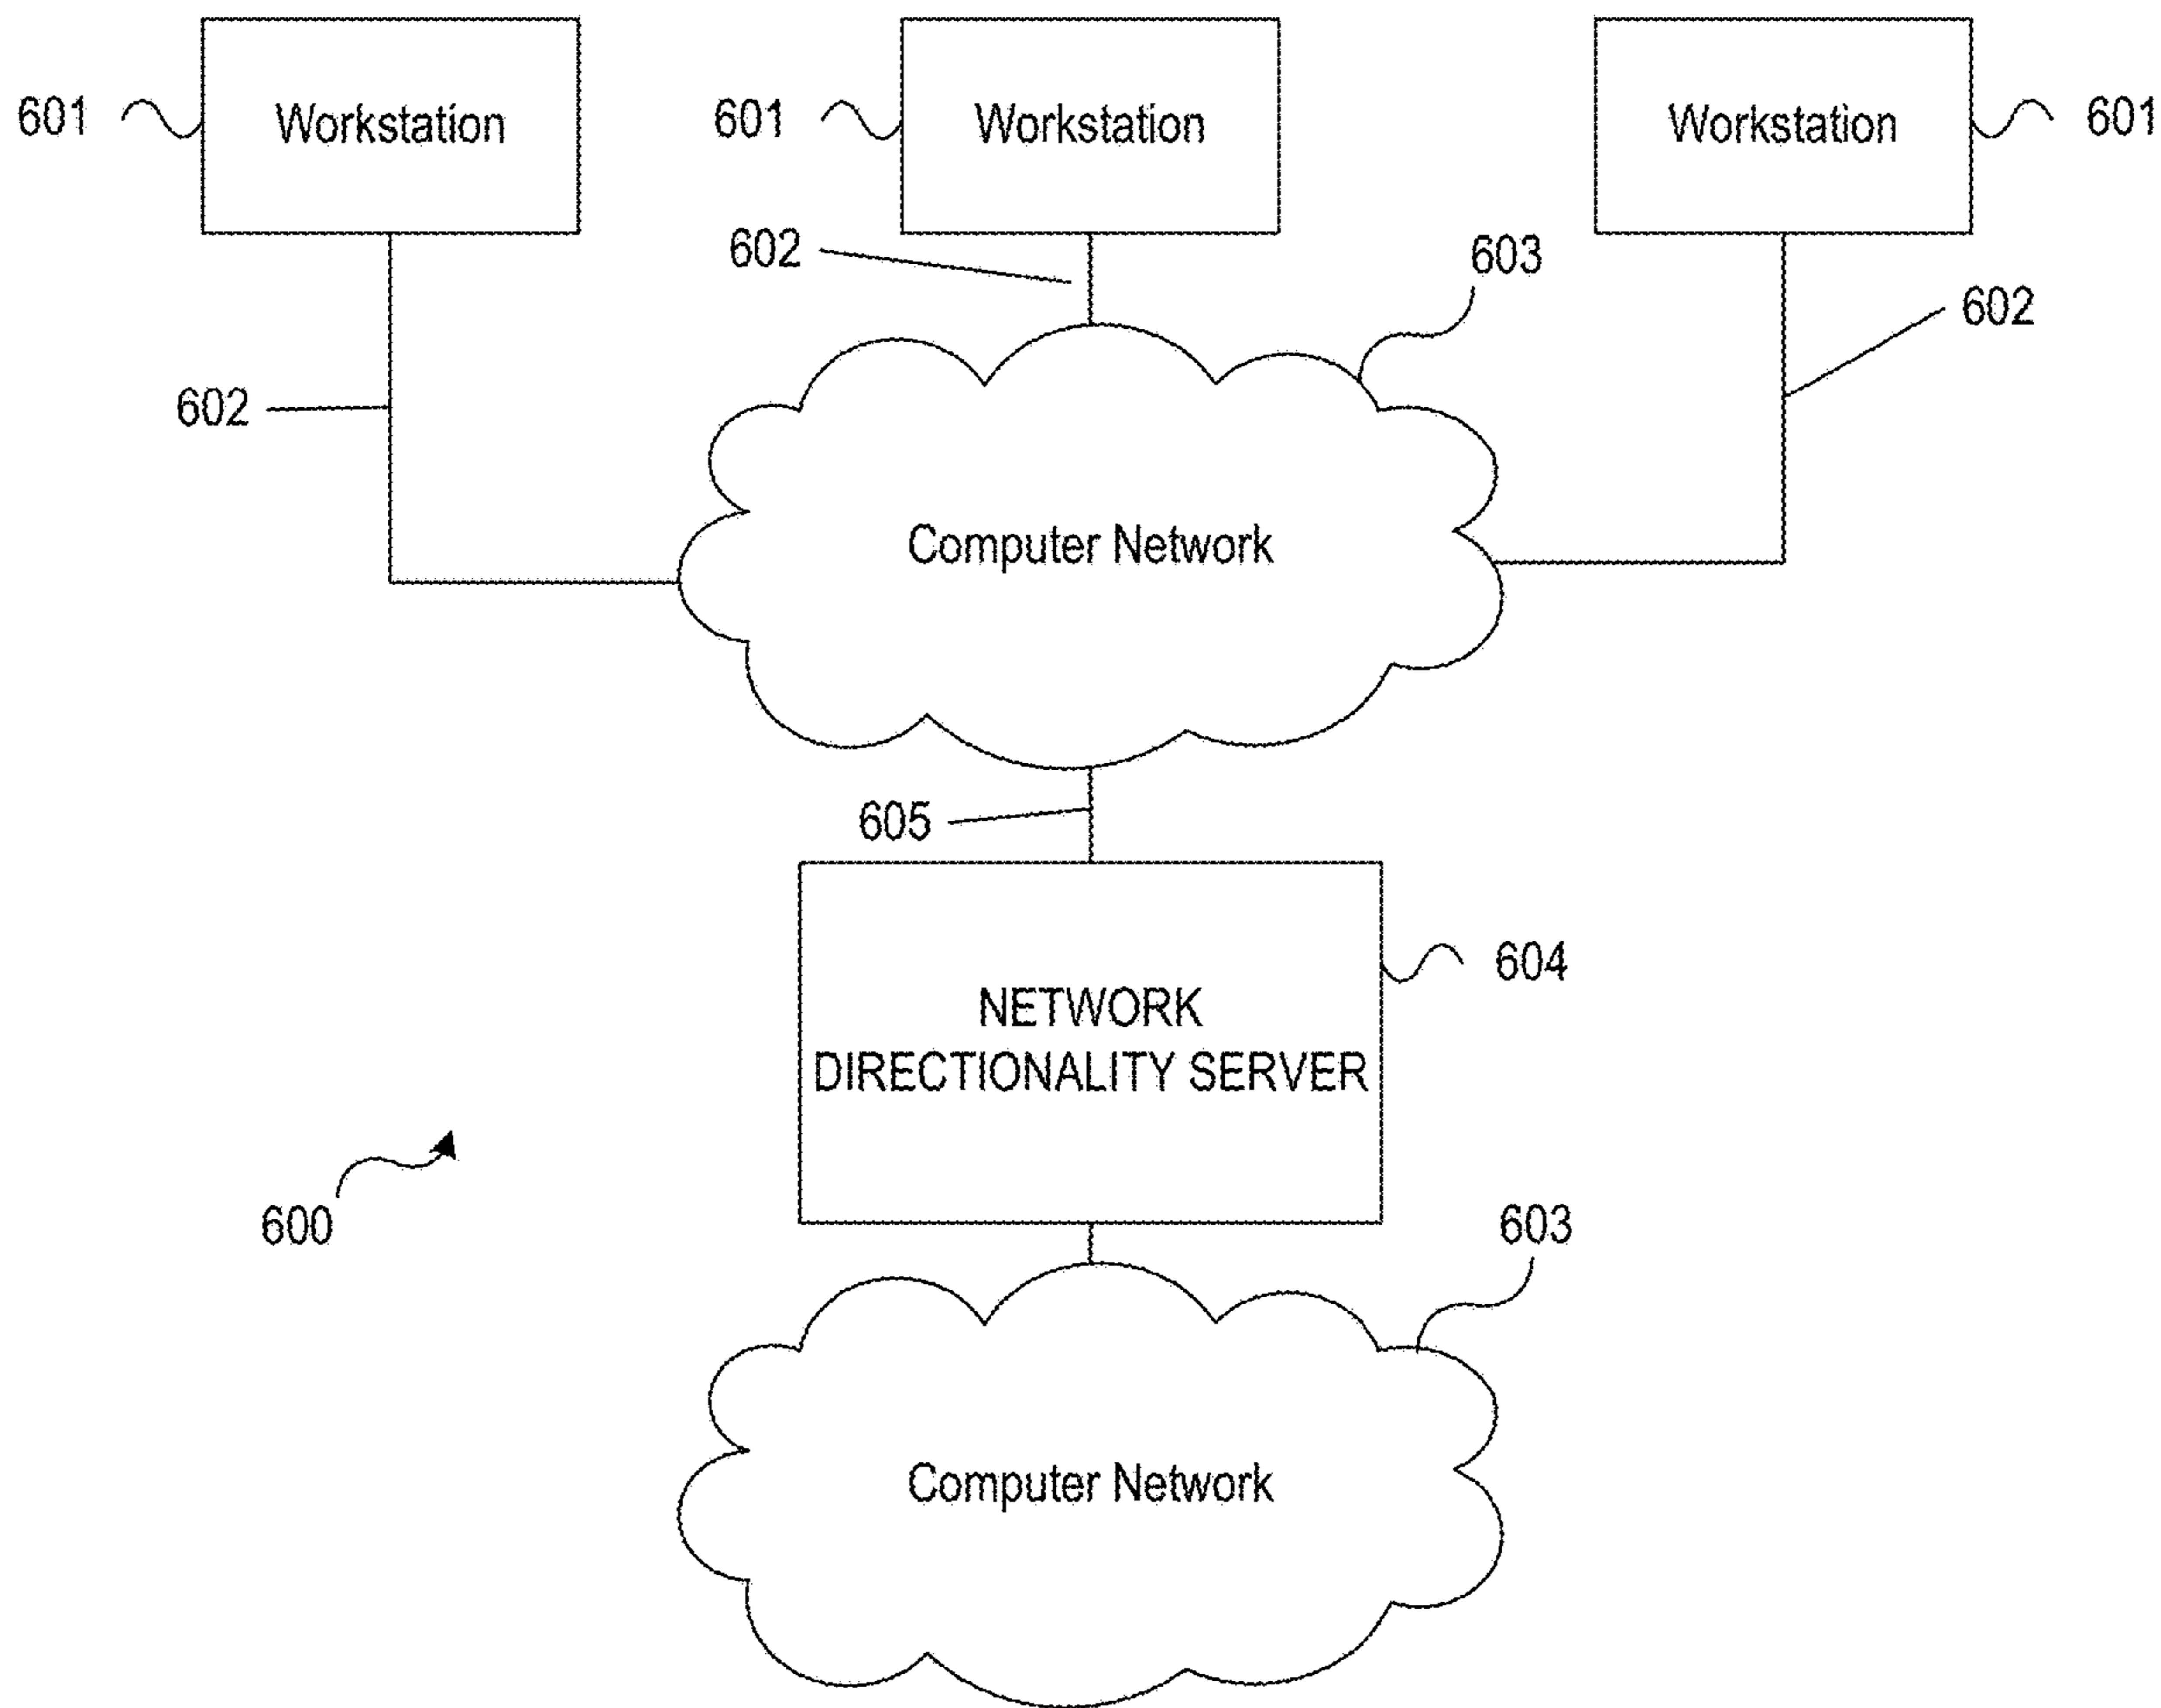 601
Workstation
601
Workstation
Workstation
601
602
603
602
602
Computer Network
605
604
NETWORK
DIRECTIONALITY SERVER
600
603
Computer Network